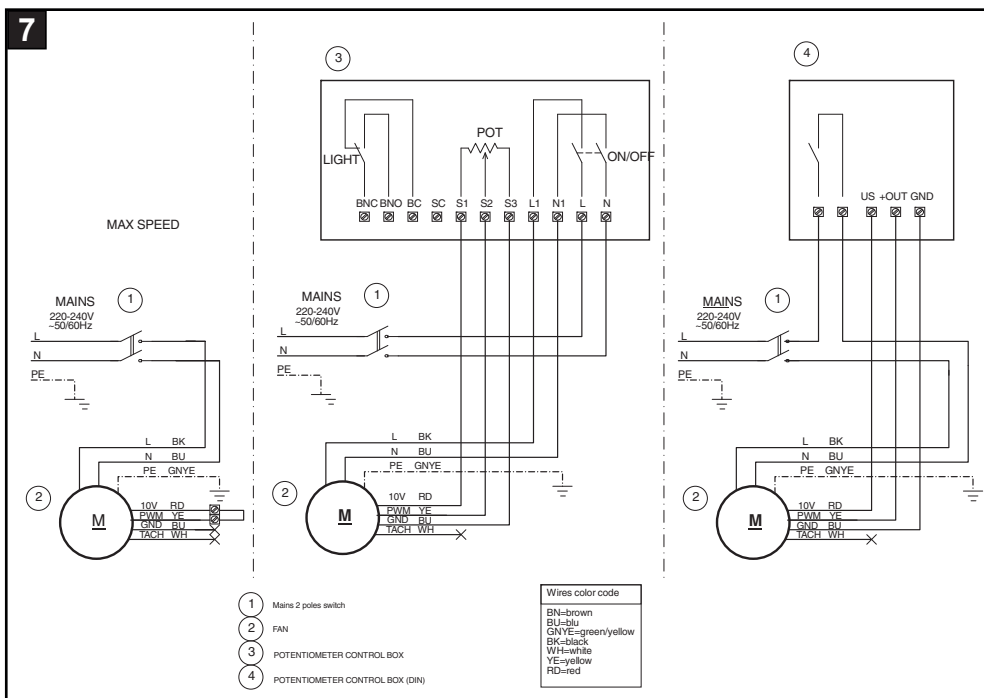 7
MAX SPEED
MAINS
1
220-240V
~50/60Hz
L
N
PE
L BK
N BU
PE GNYE
2
M
10V RD
PWM YE
GND BU
TACH WH
3
LIGHT
POT
ON/OFF
BNC BNO BC SC S1 S2 S3 L1 N1 L N
MAINS
1
220-240V
~50/60Hz
L
N
PE
L BK
N BU
PE GNYE
2
M
10V RD
PWM YE
GND BU
TACH WH
4
US +OUT GND
MAINS
1
220-240V
~50/60Hz
L
N
PE
L BK
N BU
PE GNYE
2
M
10V RD
PWM YE
GND BU
TACH WH
1 Mains 2 poles switch
2 FAN
3 POTENTIOMETER CONTROL BOX
4 POTENTIOMETER CONTROL BOX (DIN)
Wires color code
BN=brown
BU=blu
GNYE=green/yellow
BK=black
WH=white
YE=yellow
RD=red